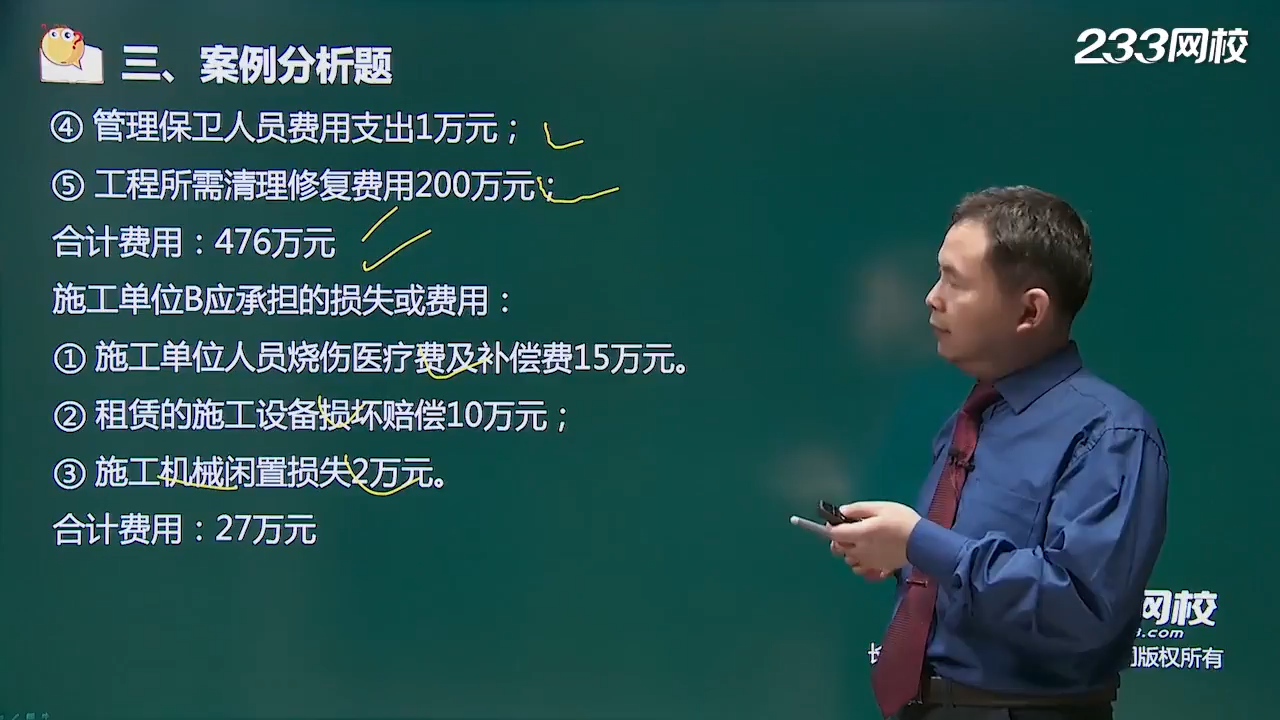 233网校
三、案例分析题
④ 管理保卫人员费用支出1万元；
⑤ 工程所需清理修复费用200万元；
合计费用：476万元
施工单位B应承担的损失或费用：
① 施工单位人员烧伤医疗费及补偿费15万元。
② 租赁的施工设备损坏赔偿10万元；
③ 施工机械闲置损失2万元。
合计费用：27万元
网校
.com
版权所有